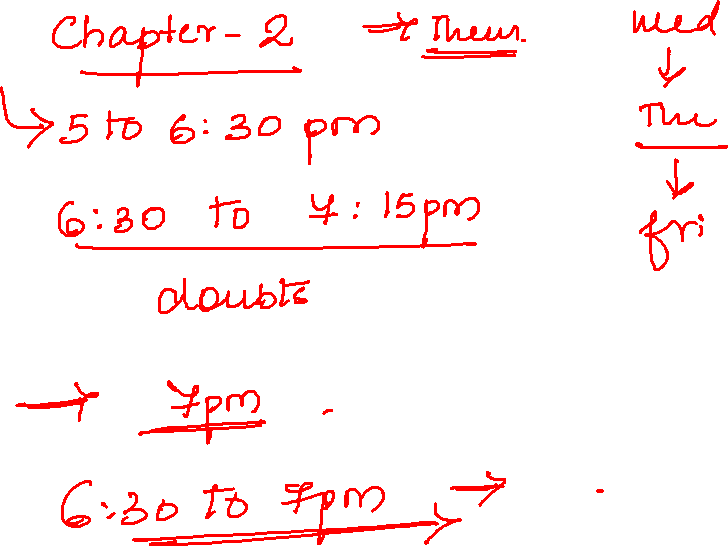 Chapter - 2 → Theur.
5 to 6:30 pm
6:30 to 7:15pm
doubts
→ 7pm .
6:30 to 7pm → .
wed
↓
Thu
↓
fri